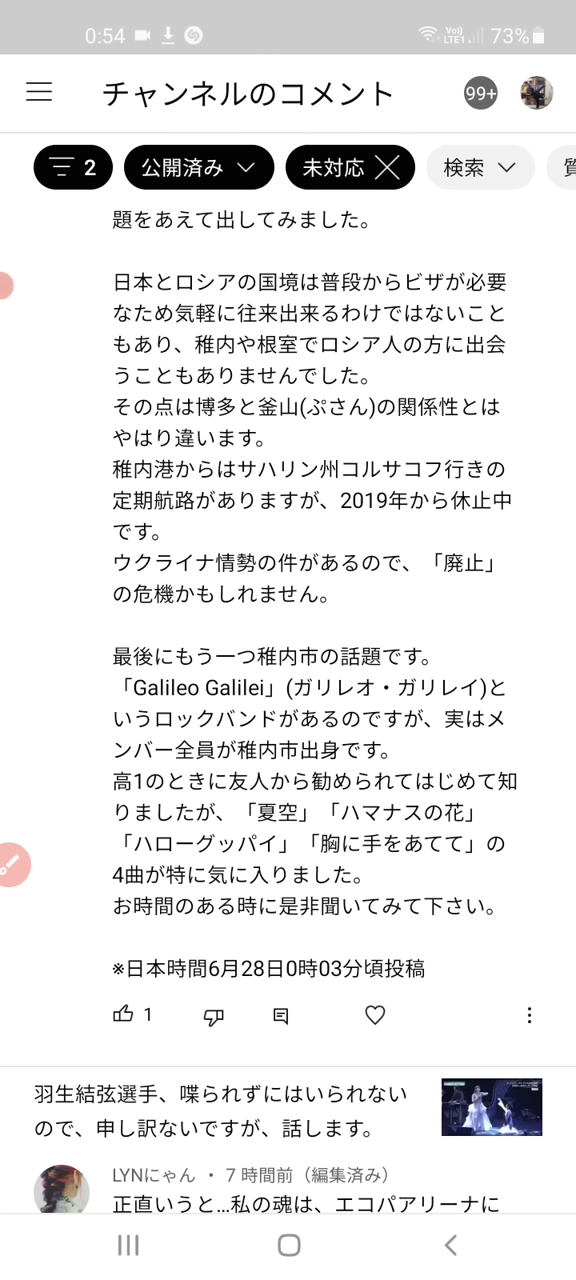 0:54
Vo)
LTE1
73%
チャンネルのコメント
99+
2
公開済み
未対応
検索
質
題をあえて出してみました。
日本とロシアの国境は普段からビザが必要
なため気軽に往来出来るわけではないこと
もあり、稚内や根室でロシア人の方に出会
うこともありませんでした。
その点は博多と釜山(ぷさん)の関係性とは
やはり違います。
稚内港からはサハリン州コルサコフ行きの
定期航路がありますが、2019年から休止中
です。
ウクライナ情勢の件があるので、「廃止」
の危機かもしれません。
最後にもう一つ稚内市の話題です。
「Galileo Galilei」(ガリレオ・ガリレイ)と
いうロックバンドがあるのですが、実はメ
ンバー全員が稚内市出身です。
高1のときに友人から勧められてはじめて知
りましたが、「夏空」「ハマナスの花」
「ハローグッパイ」「胸に手をあてて」の
4曲が特に気に入りました。
お時間のある時に是非聞いてみて下さい。
※日本時間6月28日0時03分頃投稿
1
羽生結弦選手、喋られずにはいられない
ので、申し訳ないですが、話します。
LYNにゃん ・ 7 時間前（編集済み）
正直いうと…私の魂は、エコパアリーナに